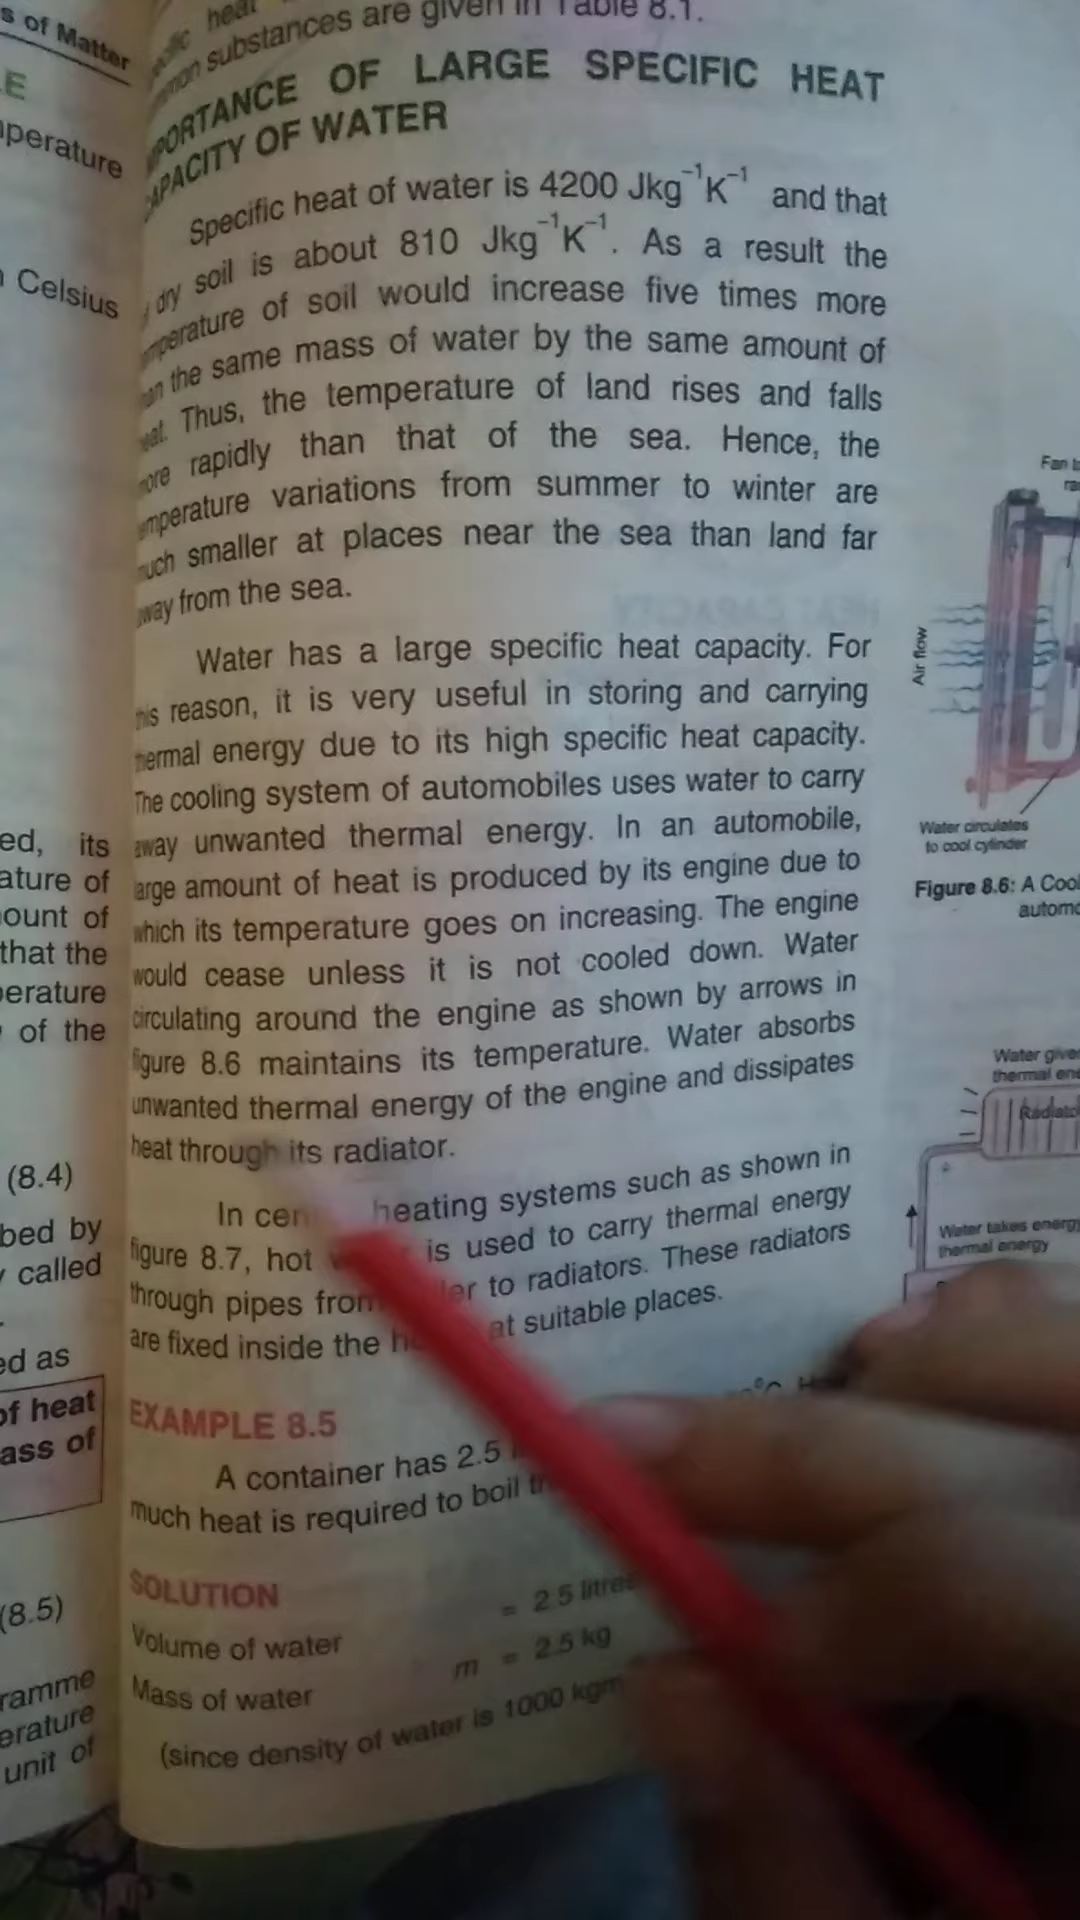 s of Matter
E
perature
Celsius
ed, its
ature of
ount of
that the
perature
of the
(8.4)
bed by
called
ed as
of heat
ass of
(8.5)
ramme
erature
unit of
heat
substances are given in Table 8.1.
PORTANCE OF LARGE SPECIFIC HEAT
APACITY OF WATER
Specific heat of water is 4200 Jkg⁻¹K⁻¹ and that
dry soil is about 810 Jkg⁻¹K⁻¹. As a result the
mperature of soil would increase five times more
an the same mass of water by the same amount of
eat. Thus, the temperature of land rises and falls
ore rapidly than that of the sea. Hence, the
mperature variations from summer to winter are
uch smaller at places near the sea than land far
way from the sea.
Water has a large specific heat capacity. For
his reason, it is very useful in storing and carrying
hermal energy due to its high specific heat capacity.
The cooling system of automobiles uses water to carry
away unwanted thermal energy. In an automobile,
large amount of heat is produced by its engine due to
which its temperature goes on increasing. The engine
would cease unless it is not cooled down. Water
circulating around the engine as shown by arrows in
figure 8.6 maintains its temperature. Water absorbs
unwanted thermal energy of the engine and dissipates
heat through its radiator.
In cen heating systems such as shown in
figure 8.7, hot is used to carry thermal energy
through pipes from er to radiators. These radiators
are fixed inside the h at suitable places.
EXAMPLE 8.5
A container has 2.5 °C. H
much heat is required to boil th
SOLUTION
Volume of water = 2.5 litres
Mass of water m = 2.5 kg
(since density of water is 1000 kgm
Fan
Air flow
Water circulates
to cool cylinder
Figure 8.6: A Cool
automo
Water give
thermal ene
Radiato
Water takes energy
thermal energy